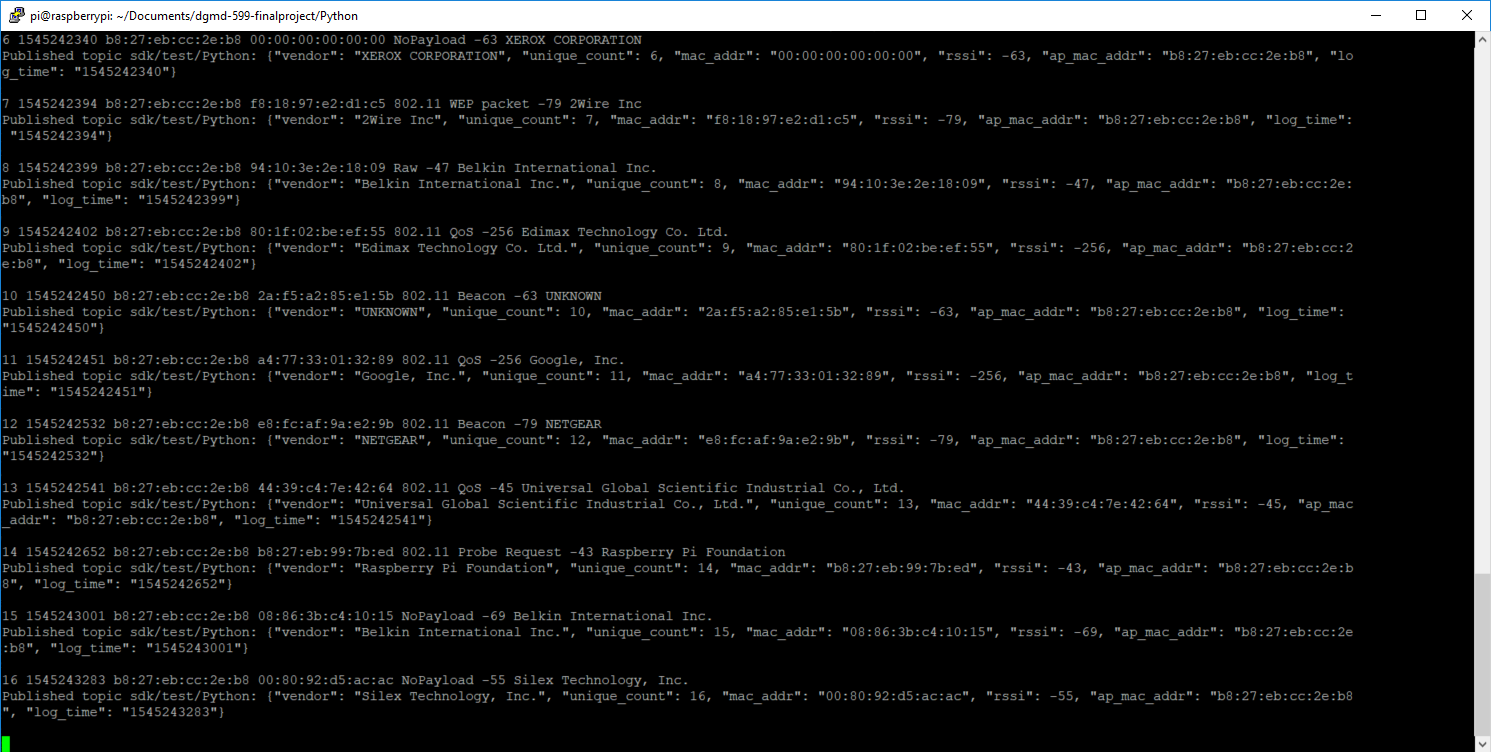 pi@raspberrypi: ~/Documents/dgmd-599-finalproject/Python
6 1545242340 b8:27:eb:cc:2e:b8 00:00:00:00:00:00 NoPayload -63 XEROX CORPORATION
Published topic sdk/test/Python: {"vendor": "XEROX CORPORATION", "unique_count": 6, "mac_addr": "00:00:00:00:00:00", "rssi": -63, "ap_mac_addr": "b8:27:eb:cc:2e:b8", "lo
g_time": "1545242340"}
7 1545242394 b8:27:eb:cc:2e:b8 f8:18:97:e2:d1:c5 802.11 WEP packet -79 2Wire Inc
Published topic sdk/test/Python: {"vendor": "2Wire Inc", "unique_count": 7, "mac_addr": "f8:18:97:e2:d1:c5", "rssi": -79, "ap_mac_addr": "b8:27:eb:cc:2e:b8", "log_time":
"1545242394"}
8 1545242399 b8:27:eb:cc:2e:b8 94:10:3e:2e:18:09 Raw -47 Belkin International Inc.
Published topic sdk/test/Python: {"vendor": "Belkin International Inc.", "unique_count": 8, "mac_addr": "94:10:3e:2e:18:09", "rssi": -47, "ap_mac_addr": "b8:27:eb:cc:2e:
b8", "log_time": "1545242399"}
9 1545242402 b8:27:eb:cc:2e:b8 80:1f:02:be:ef:55 802.11 QoS -256 Edimax Technology Co. Ltd.
Published topic sdk/test/Python: {"vendor": "Edimax Technology Co. Ltd.", "unique_count": 9, "mac_addr": "80:1f:02:be:ef:55", "rssi": -256, "ap_mac_addr": "b8:27:eb:cc:2
e:b8", "log_time": "1545242402"}
10 1545242450 b8:27:eb:cc:2e:b8 2a:f5:a2:85:e1:5b 802.11 Beacon -63 UNKNOWN
Published topic sdk/test/Python: {"vendor": "UNKNOWN", "unique_count": 10, "mac_addr": "2a:f5:a2:85:e1:5b", "rssi": -63, "ap_mac_addr": "b8:27:eb:cc:2e:b8", "log_time":
"1545242450"}
11 1545242451 b8:27:eb:cc:2e:b8 a4:77:33:01:32:89 802.11 QoS -256 Google, Inc.
Published topic sdk/test/Python: {"vendor": "Google, Inc.", "unique_count": 11, "mac_addr": "a4:77:33:01:32:89", "rssi": -256, "ap_mac_addr": "b8:27:eb:cc:2e:b8", "log_t
ime": "1545242451"}
12 1545242532 b8:27:eb:cc:2e:b8 e8:fc:af:9a:e2:9b 802.11 Beacon -79 NETGEAR
Published topic sdk/test/Python: {"vendor": "NETGEAR", "unique_count": 12, "mac_addr": "e8:fc:af:9a:e2:9b", "rssi": -79, "ap_mac_addr": "b8:27:eb:cc:2e:b8", "log_time":
"1545242532"}
13 1545242541 b8:27:eb:cc:2e:b8 44:39:c4:7e:42:64 802.11 QoS -45 Universal Global Scientific Industrial Co., Ltd.
Published topic sdk/test/Python: {"vendor": "Universal Global Scientific Industrial Co., Ltd.", "unique_count": 13, "mac_addr": "44:39:c4:7e:42:64", "rssi": -45, "ap_mac
_addr": "b8:27:eb:cc:2e:b8", "log_time": "1545242541"}
14 1545242652 b8:27:eb:cc:2e:b8 b8:27:eb:99:7b:ed 802.11 Probe Request -43 Raspberry Pi Foundation
Published topic sdk/test/Python: {"vendor": "Raspberry Pi Foundation", "unique_count": 14, "mac_addr": "b8:27:eb:99:7b:ed", "rssi": -43, "ap_mac_addr": "b8:27:eb:cc:2e:b
8", "log_time": "1545242652"}
15 1545243001 b8:27:eb:cc:2e:b8 08:86:3b:c4:10:15 NoPayload -69 Belkin International Inc.
Published topic sdk/test/Python: {"vendor": "Belkin International Inc.", "unique_count": 15, "mac_addr": "08:86:3b:c4:10:15", "rssi": -69, "ap_mac_addr": "b8:27:eb:cc:2e
:b8", "log_time": "1545243001"}
16 1545243283 b8:27:eb:cc:2e:b8 00:80:92:d5:ac:ac NoPayload -55 Silex Technology, Inc.
Published topic sdk/test/Python: {"vendor": "Silex Technology, Inc.", "unique_count": 16, "mac_addr": "00:80:92:d5:ac:ac", "rssi": -55, "ap_mac_addr": "b8:27:eb:cc:2e:b8
", "log_time": "1545243283"}